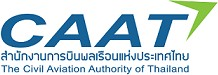 CAAT
สำนักงานการบินพลเรือนแห่งประเทศไทย
The Civil Aviation Authority of Thailand